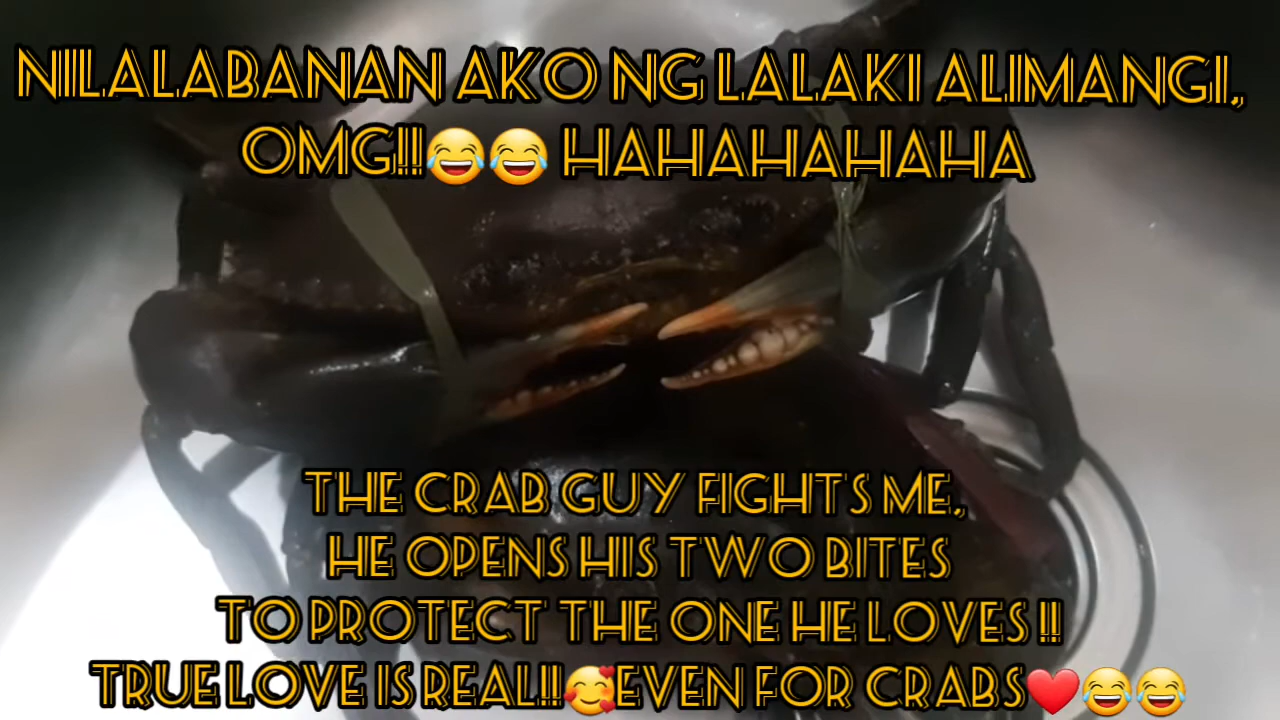 NILALABANAN AKO NG LALAKI ALIMANGI,
OMG!!😂😂 HAHAHAHAHA
THE CRAB GUY FIGHTS ME,
HE OPENS HIS TWO BITES
TO PROTECT THE ONE HE LOVES !!
TRUE LOVE IS REAL!!🥰EVEN FOR CRABS❤️😂😂